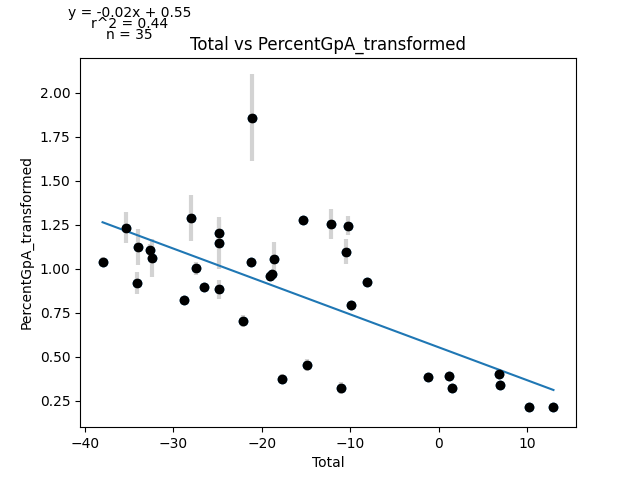 y = -0.02x + 0.55
r^2 = 0.44
n = 35
Total vs PercentGpA_transformed
PercentGpA_transformed
2.00
1.75
1.50
1.25
1.00
0.75
0.50
0.25
−40 −30 −20 −10 0 10
Total